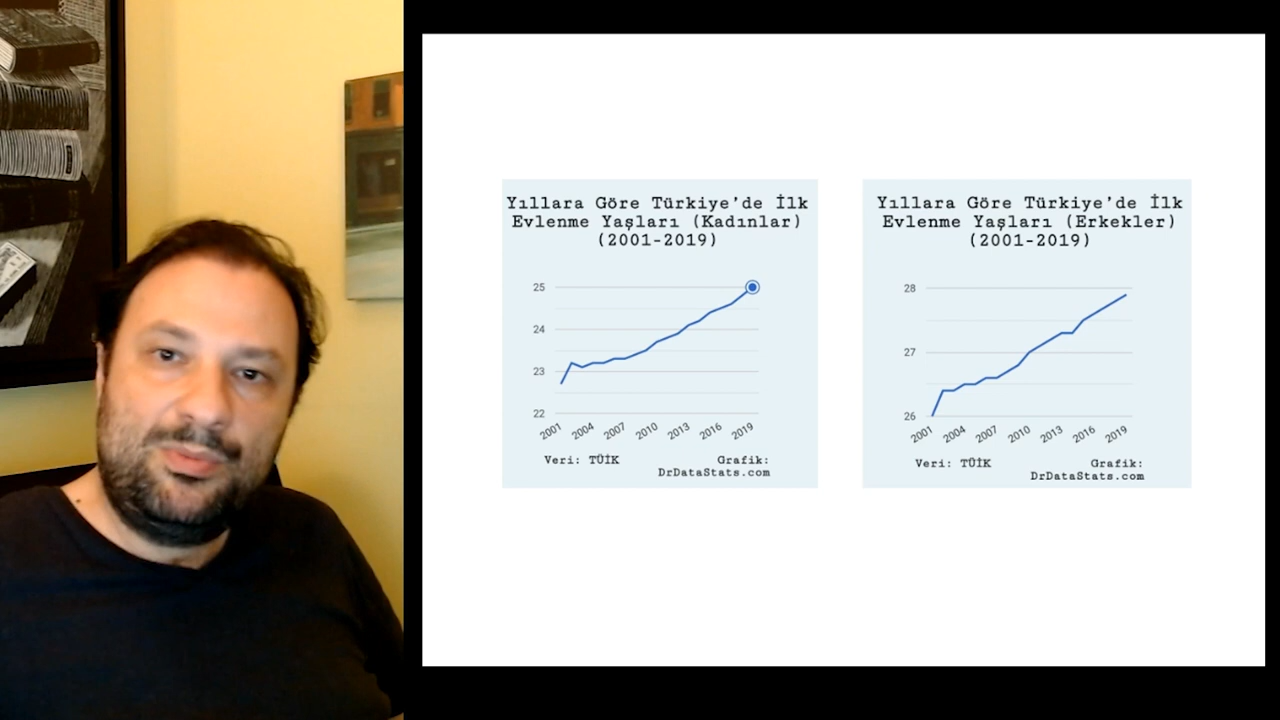 Yıllara Göre Türkiye'de İlk
Evlenme Yaşları (Kadınlar)
(2001-2019)
25
24
23
22
2001
2004
2007
2010
2013
2016
2019
Veri: TÜİK
Grafik:
DrDataStats.com
Yıllara Göre Türkiye'de İlk
Evlenme Yaşları (Erkekler)
(2001-2019)
28
27
26
2001
2004
2007
2010
2013
2016
2019
Veri: TÜİK
Grafik:
DrDataStats.com